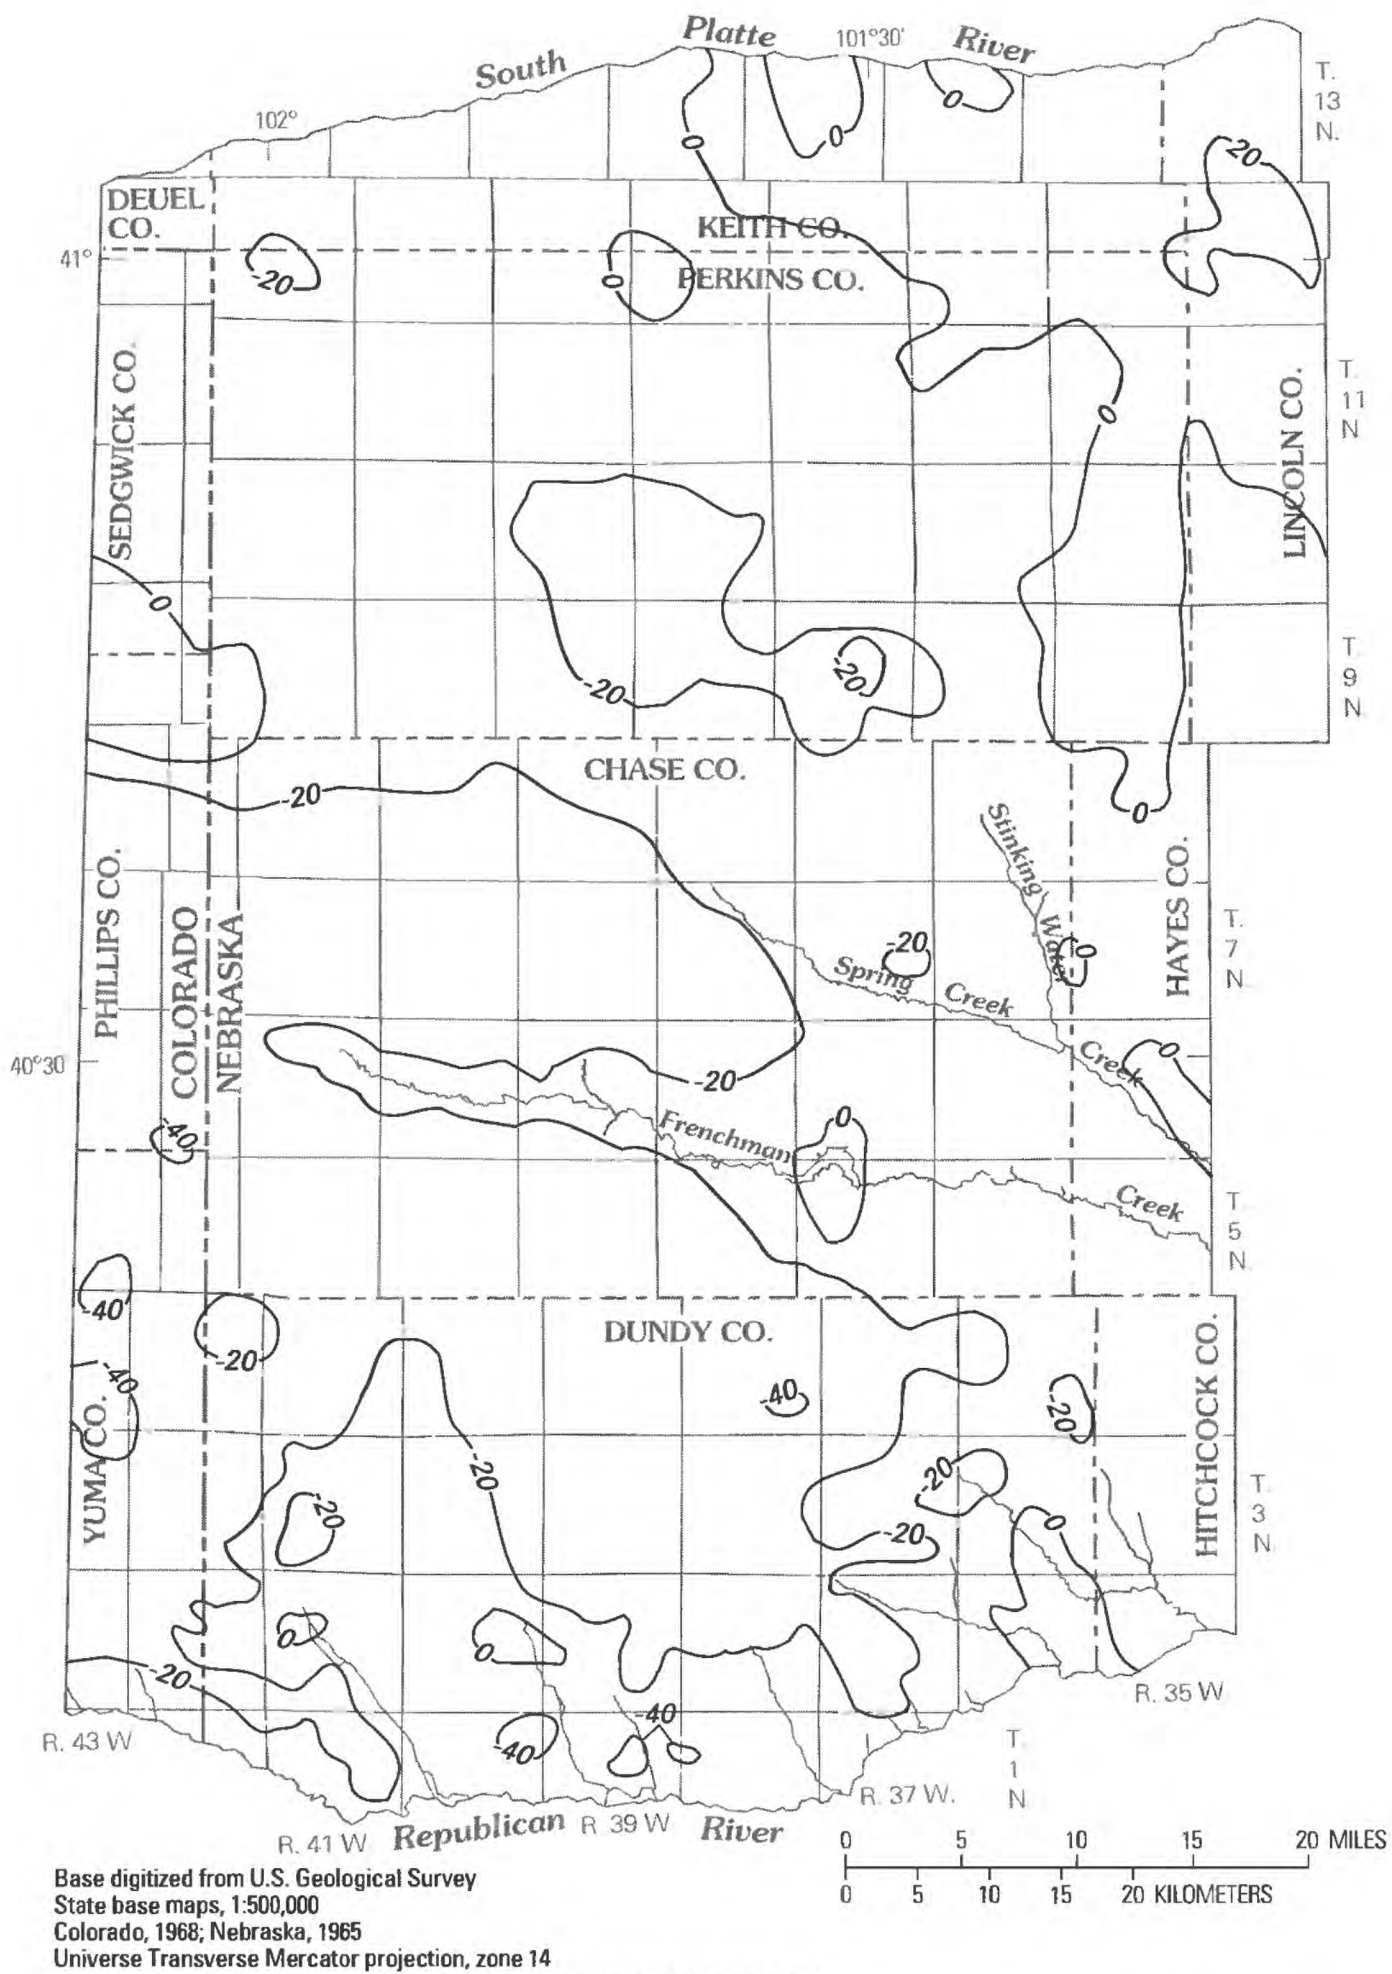 South Platte River
101°30'
102°
T.
13
N.
0
0
0
20
DEUEL
CO.
KEITH CO.
41°
-20
0
PERKINS CO.
SEDGWICK CO.
LINCOLN CO.
T.
11
N
0
0
-20
-20
T.
9
N
CHASE CO.
-20
0
Stinking Water Creek
PHILLIPS CO.
COLORADO
NEBRASKA
HAYES CO.
T.
7
N.
-20
0
Spring Creek
40°30'
0
-20
-40
Frenchman Creek
0
T
5
N
-40
-20
DUNDY CO.
HITCHCOCK CO.
-40
-40
-20
YUMA CO.
-20
-20
-20
-20
0
T.
3
N
0
0
-20
-40
-40
R. 43 W
R. 35 W
T.
1
N
R. 41 W
Republican River
R 39 W
R. 37 W.
0 5 10 15 20 MILES
0 5 10 15 20 KILOMETERS
Base digitized from U.S. Geological Survey
State base maps, 1:500,000
Colorado, 1968; Nebraska, 1965
Universe Transverse Mercator projection, zone 14